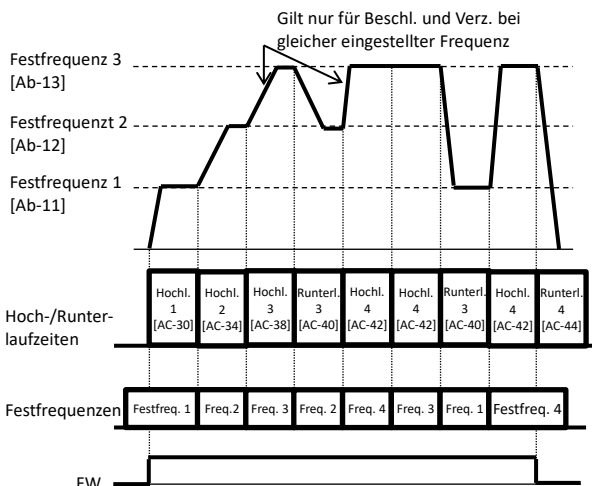 Gilt nur für Beschl. und Verz. bei
gleicher eingestellter Frequenz
Festfrequenz 3
[Ab-13]
Festfrequenzt 2
[Ab-12]
Festfrequenz 1
[Ab-11]
Hoch-/Runter-
laufzeiten
Hochl.
1
[AC-30]
Hochl.
2
[AC-34]
Hochl.
3
[AC-38]
Runterl.
3
[AC-40]
Hochl.
4
[AC-42]
Hochl.
4
[AC-42]
Runterl.
3
[AC-40]
Hochl.
4
[AC-42]
Runterl.
4
[AC-44]
Festfrequenzen
Festfreq. 1
Freq.2
Freq. 3
Freq. 2
Freq. 4
Freq. 3
Freq. 1
Festfreq. 4
FW